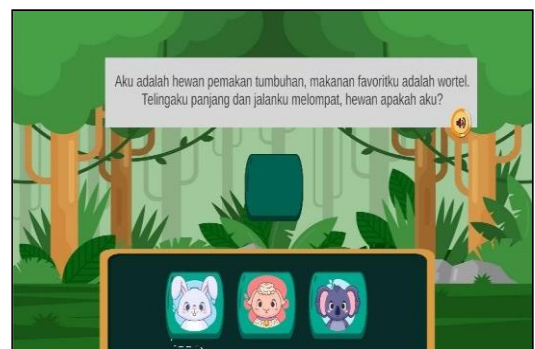 Aku adalah hewan pemakan tumbuhan, makanan favoritku adalah wortel.
Telingaku panjang dan jalanku melompat, hewan apakah aku?